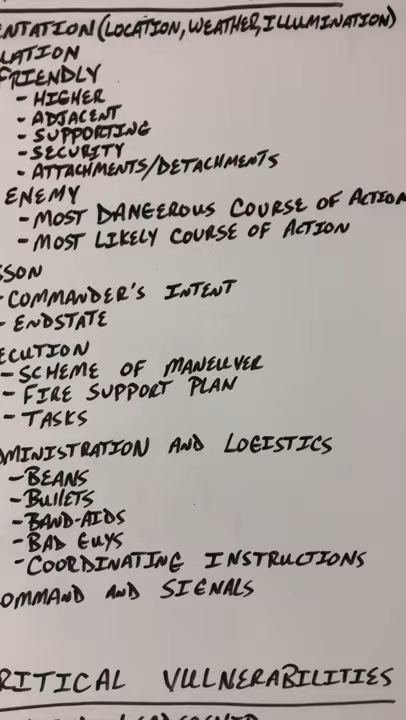 ENTATION (LOCATION, WEATHER, ILLUMINATION)
UATION
FRIENDLY
- HIGHER
- ADJACENT
- SUPPORTING
- SECURITY
- ATTACHMENTS/DETACHMENTS
ENEMY
- MOST DANGEROUS COURSE OF ACTION
- MOST LIKELY COURSE OF ACTION
SSON
- COMMANDER'S INTENT
- ENDSTATE
ECUTION
- SCHEME OF MANEUVER
- FIRE SUPPORT PLAN
- TASKS
MINISTRATION AND LOGISTICS
- BEANS
- BULLETS
- BAND-AIDS
- BAD GUYS
- COORDINATING INSTRUCTIONS
OMMAND AND SIGNALS
RITICAL VULNERABILITIES